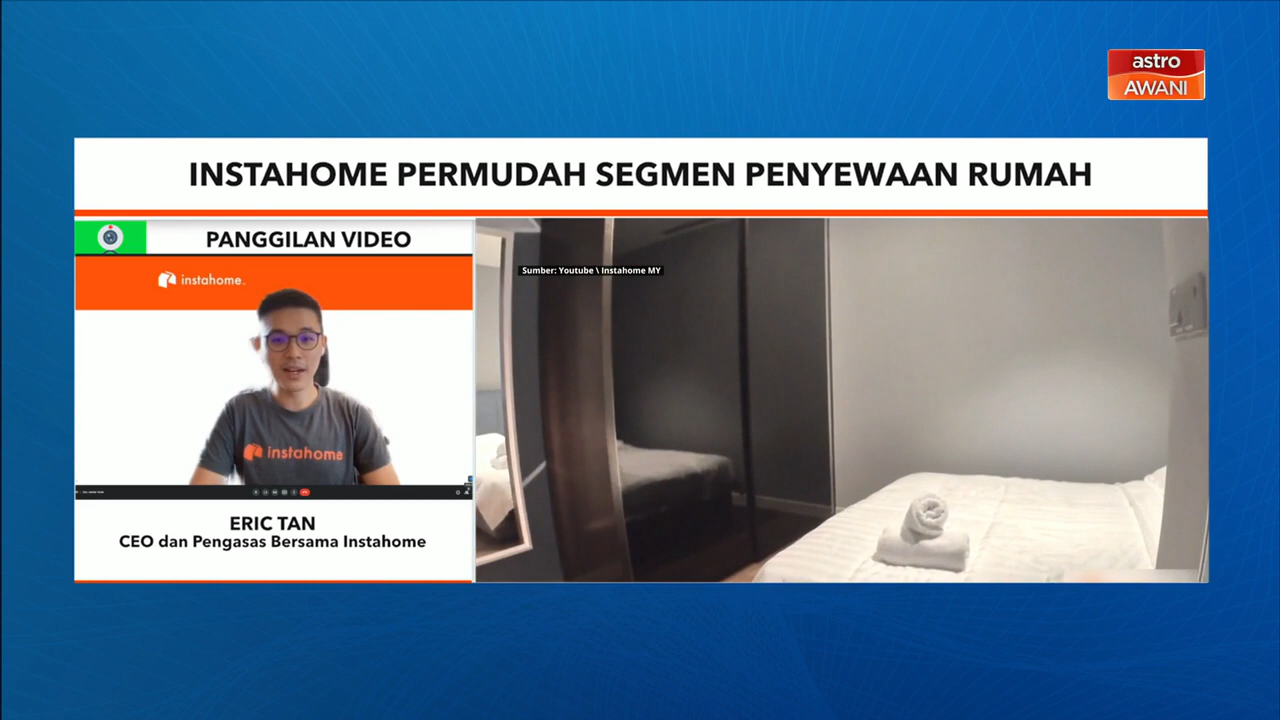 astro
AWANI
INSTAHOME PERMUDAH SEGMEN PENYEWAAN RUMAH
PANGGILAN VIDEO
instahome.
instahome
ERIC TAN
CEO dan Pengasas Bersama Instahome
Sumber: Youtube \ Instahome MY